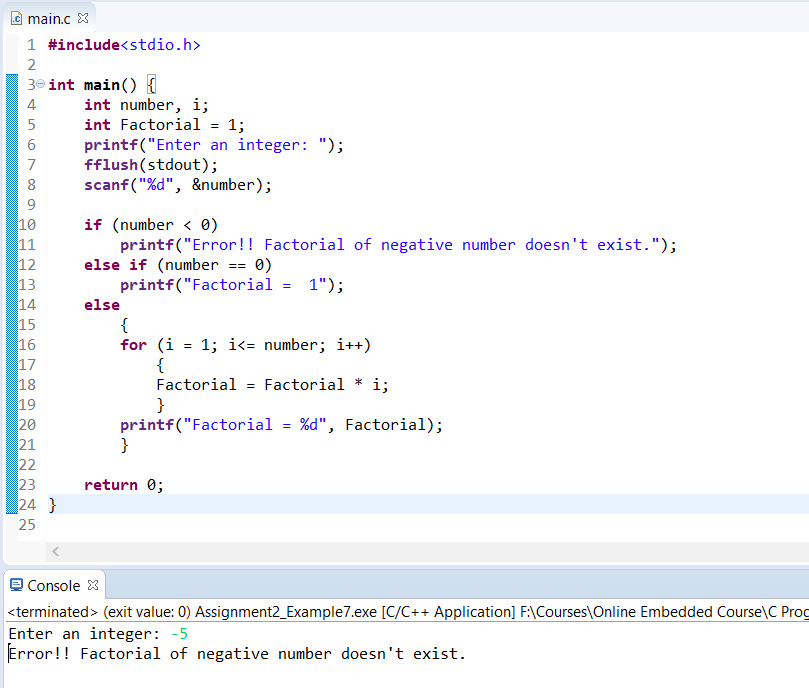 main.c
1 #include<stdio.h>
2
3 int main() {
4     int number, i;
5     int Factorial = 1;
6     printf("Enter an integer: ");
7     fflush(stdout);
8     scanf("%d", &number);
9
10     if (number < 0)
11         printf("Error!! Factorial of negative number doesn't exist.");
12     else if (number == 0)
13         printf("Factorial =  1");
14     else
15         {
16         for (i = 1; i<= number; i++)
17             {
18             Factorial = Factorial * i;
19             }
20         printf("Factorial = %d", Factorial);
21         }
22
23     return 0;
24 }
25
Console
<terminated> (exit value: 0) Assignment2_Example7.exe [C/C++ Application] F:\Courses\Online Embedded Course\C Prog
Enter an integer: -5
Error!! Factorial of negative number doesn't exist.